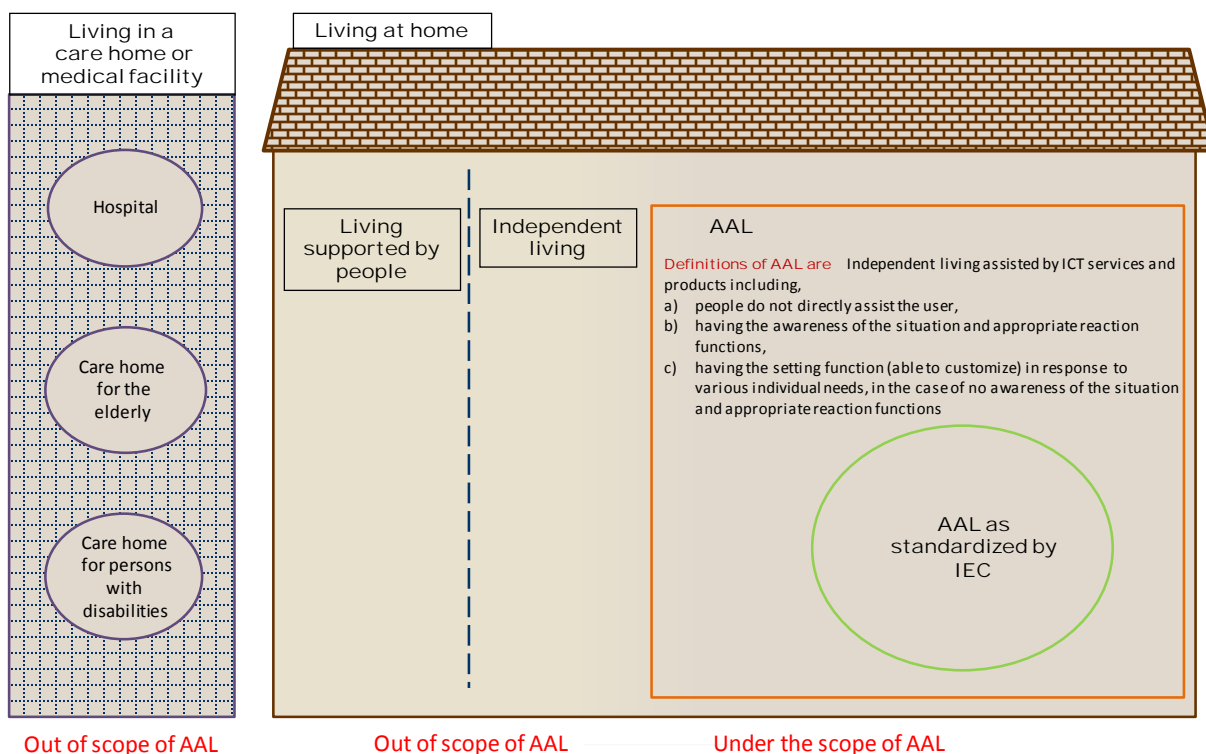 Living in a
care home or
medical facility
Hospital
Care home
for the
elderly
Care home
for persons
with
disabilities
Out of scope of AAL
Living at home
Living
supported by
people
Independent
living
AAL
Definitions of AAL are Independent living assisted by ICT services and
products including,
a) people do not directly assist the user,
b) having the awareness of the situation and appropriate reaction
functions,
c) having the setting function (able to customize) in response to
various individual needs, in the case of no awareness of the situation
and appropriate reaction functions
AAL as
standardized by
IEC
Out of scope of AAL
Under the scope of AAL